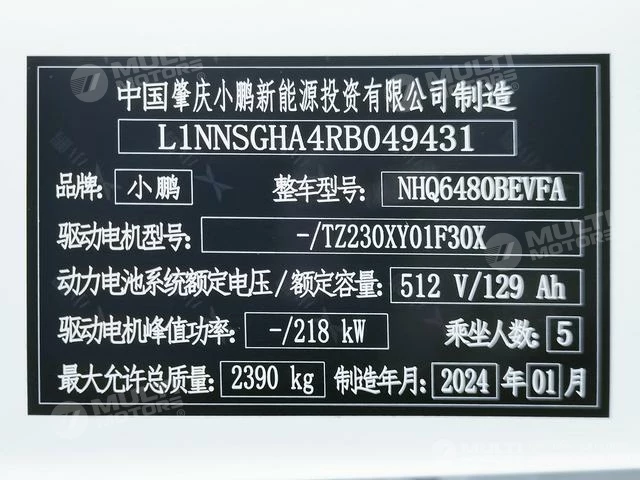 中国肇庆小鹏新能源投资有限公司制造
L1NNSGHA4RB049431
品牌: 小鹏 整车型号: NHQ6480BEVFA
驱动电机型号: -/TZ230XY01F30X
动力电池系统额定电压/额定容量: 512 V/129 Ah
驱动电机峰值功率: -/218 kW 乘坐人数: 5
最大允许总质量: 2390 kg 制造年月: 2024 年 01 月
MULTI MOTORS